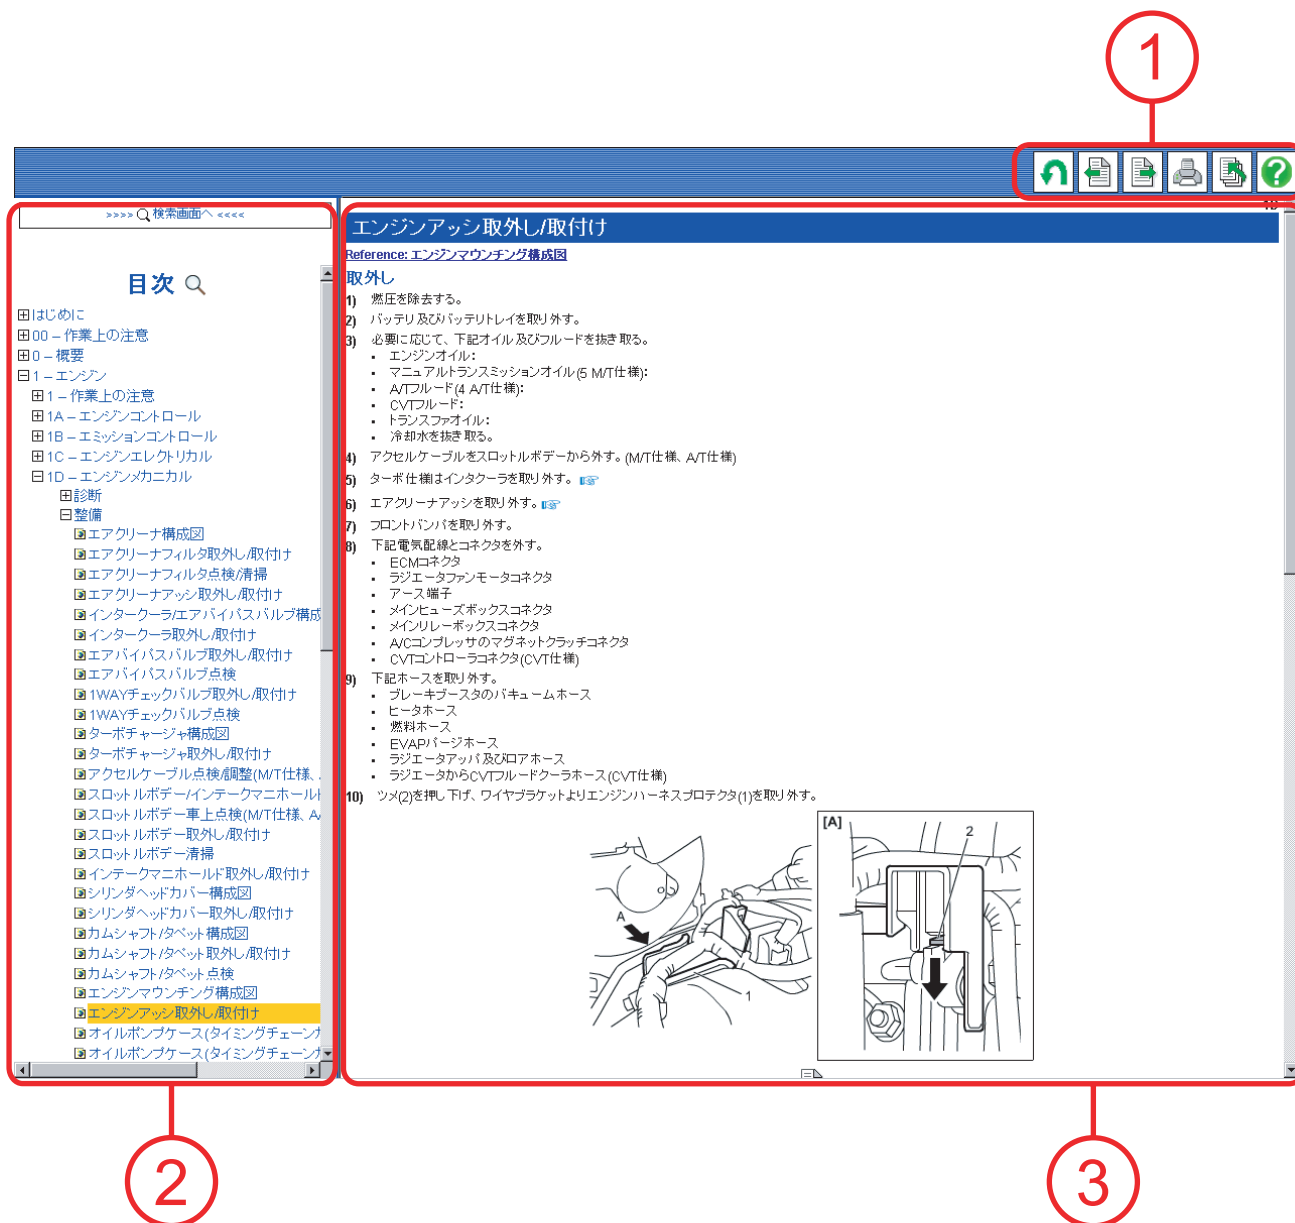 1
>>>> 検索画面へ <<<<
目次
はじめに
00 – 作業上の注意
0 – 概要
1 – エンジン
1 – 作業上の注意
1A – エンジンコントロール
1B – エミッションコントロール
1C – エンジンエレクトリカル
1D – エンジンメカニカル
診断
整備
エアクリーナ構成図
エアクリーナフィルタ取外し/取付け
エアクリーナフィルタ点検/清掃
エアクリーナアッシ取外し/取付け
インタークーラ/エアバイパスバルブ構成
インタークーラ取外し/取付け
エアバイパスバルブ取外し/取付け
エアバイパスバルブ点検
1WAYチェックバルブ取外し/取付け
1WAYチェックバルブ点検
ターボチャージャ構成図
ターボチャージャ取外し/取付け
アクセルケーブル点検/調整(M/T仕様、
スロットルボデー/インテークマニホールド
スロットルボデー車上点検(M/T仕様、A/
スロットルボデー取外し/取付け
スロットルボデー清掃
インテークマニホールド取外し/取付け
シリンダヘッドカバー構成図
シリンダヘッドカバー取外し/取付け
カムシャフト/タペット構成図
カムシャフト/タペット取外し/取付け
カムシャフト/タペット点検
エンジンマウンチング構成図
エンジンアッシ取外し/取付け
オイルポンプケース(タイミングチェーンカ
オイルポンプケース(タイミングチェーンカ
2
エンジンアッシ取外し/取付け
Reference: エンジンマウンチング構成図
取外し
1) 燃圧を除去する。
2) バッテリ及びバッテリトレイを取り外す。
3) 必要に応じて、下記オイル及びフルードを抜き取る。
• エンジンオイル:
• マニュアルトランスミッションオイル(5 M/T仕様):
• A/Tフルード(4 A/T仕様):
• CVTフルード:
• トランスファオイル:
• 冷却水を抜き取る。
4) アクセルケーブルをスロットルボデーから外す。(M/T仕様、A/T仕様)
5) ターボ仕様はインタクーラを取り外す。
6) エアクリーナアッシを取り外す。
7) フロントバンパを取り外す。
8) 下記電気配線とコネクタを外す。
• ECMコネクタ
• ラジエータファンモータコネクタ
• アース端子
• メインヒューズボックスコネクタ
• メインリレーボックスコネクタ
• A/Cコンプレッサのマグネットクラッチコネクタ
• CVTコントローラコネクタ(CVT仕様)
9) 下記ホースを取り外す。
• ブレーキブースタのバキュームホース
• ヒータホース
• 燃料ホース
• EVAPパージホース
• ラジエータアッパ及びロアホース
• ラジエータからCVTフルードクーラホース(CVT仕様)
10) ツメ(2)を押し下げ、ワイヤブラケットよりエンジンハーネスプロテクタ(1)を取り外す。
A
1
[A]
2
3